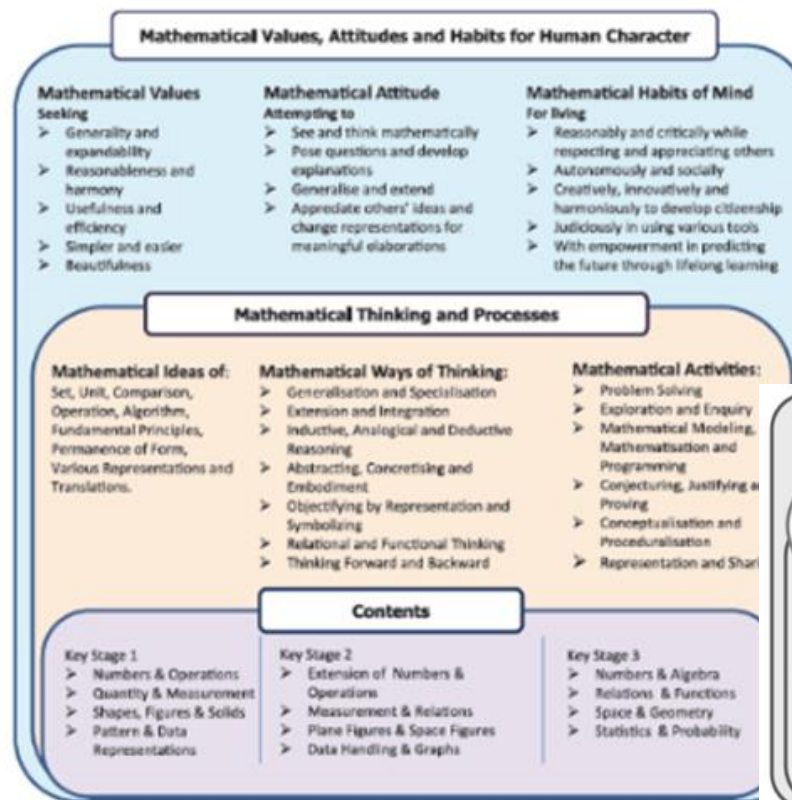 Mathematical Values, Attitudes and Habits for Human Character
Mathematical Values
Seeking
➢ Generality and
expandability
➢ Reasonableness and
harmony
➢ Usefulness and
efficiency
➢ Simpler and easier
➢ Beautifulness
Mathematical Attitude
Attempting to
➢ See and think mathematically
➢ Pose questions and develop
explanations
➢ Generalise and extend
➢ Appreciate others' ideas and
change representations for
meaningful elaborations
Mathematical Habits of Mind
For living
➢ Reasonably and critically while
respecting and appreciating others
➢ Autonomously and socially
➢ Creatively, innovatively and
harmoniously to develop citizenship
➢ Judiciously in using various tools
➢ With empowerment in predicting
the future through lifelong learning
Mathematical Thinking and Processes
Mathematical Ideas of:
Set, Unit, Comparison,
Operation, Algorithm,
Fundamental Principles,
Permanence of Form,
Various Representations and
Translations.
Mathematical Ways of Thinking:
➢ Generalisation and Specialisation
➢ Extension and Integration
➢ Inductive, Analogical and Deductive
Reasoning
➢ Abstracting, Concretising and
Embodiment
➢ Objectifying by Representation and
Symbolizing
➢ Relational and Functional Thinking
➢ Thinking Forward and Backward
Mathematical Activities:
➢ Problem Solving
➢ Exploration and Enquiry
➢ Mathematical Modeling,
Mathematisation and
Programming
➢ Conjecturing, Justifying a
Proving
➢ Conceptualisation and
Proceduralisation
➢ Representation and Shari
Contents
Key Stage 1
➢ Numbers & Operations
➢ Quantity & Measurement
➢ Shapes, Figures & Solids
➢ Pattern & Data
Representations
Key Stage 2
➢ Extension of Numbers &
Operations
➢ Measurement & Relations
➢ Plane Figures & Space Figures
➢ Data Handling & Graphs
Key Stage 3
➢ Numbers & Algebra
➢ Relations & Functions
➢ Space & Geometry
➢ Statistics & Probability